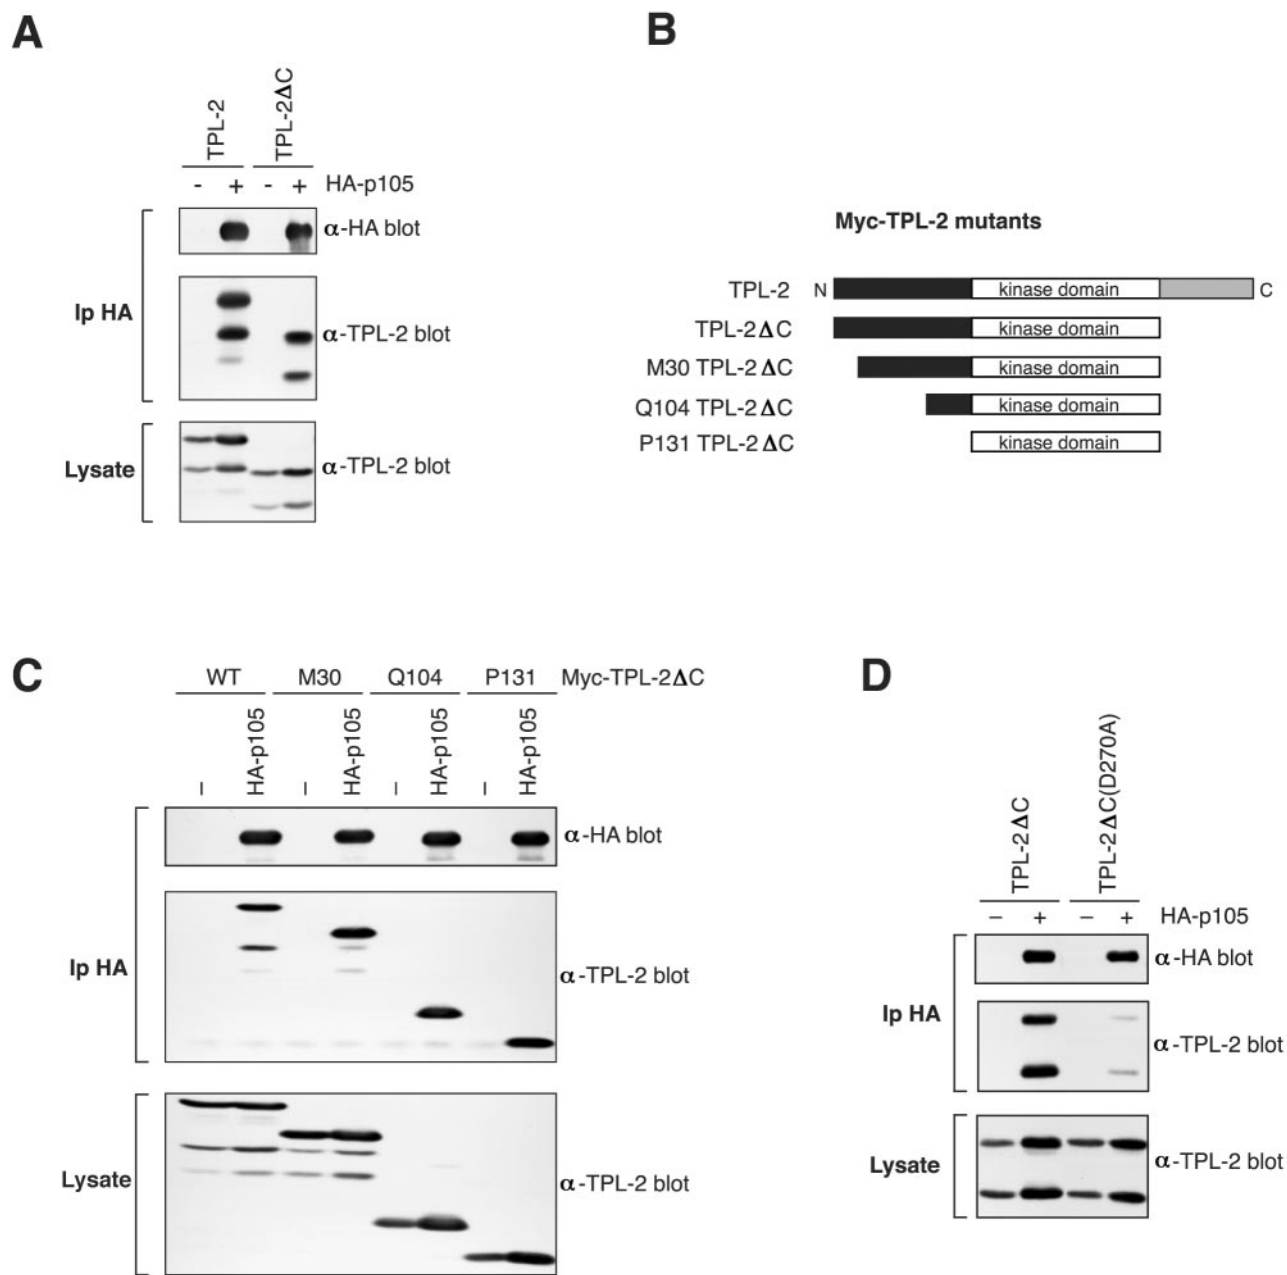 A
TPL-2
TPL-2ΔC
- + - + HA-p105
α-HA blot
Ip HA
α-TPL-2 blot
Lysate
α-TPL-2 blot
B
Myc-TPL-2 mutants
TPL-2 N kinase domain C
TPL-2ΔC kinase domain
M30 TPL-2ΔC kinase domain
Q104 TPL-2ΔC kinase domain
P131 TPL-2ΔC kinase domain
C
WT M30 Q104 P131 Myc-TPL-2ΔC
– HA-p105 – HA-p105 – HA-p105 – HA-p105
α-HA blot
Ip HA
α-TPL-2 blot
Lysate
α-TPL-2 blot
D
TPL-2ΔC
TPL-2ΔC(D270A)
– + – + HA-p105
α-HA blot
Ip HA
α-TPL-2 blot
Lysate
α-TPL-2 blot